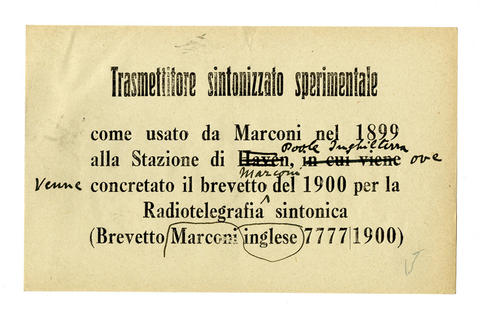 Trasmettitore sintonizzato sperimentale
come usato da Marconi nel 1899
Poole Inghilterra
alla Stazione di Haven, in cui viene ove
Marconi
venne concretato il brevetto del 1900 per la
Radiotelegrafia sintonica
(Brevetto Marconi inglese 7777 1900)